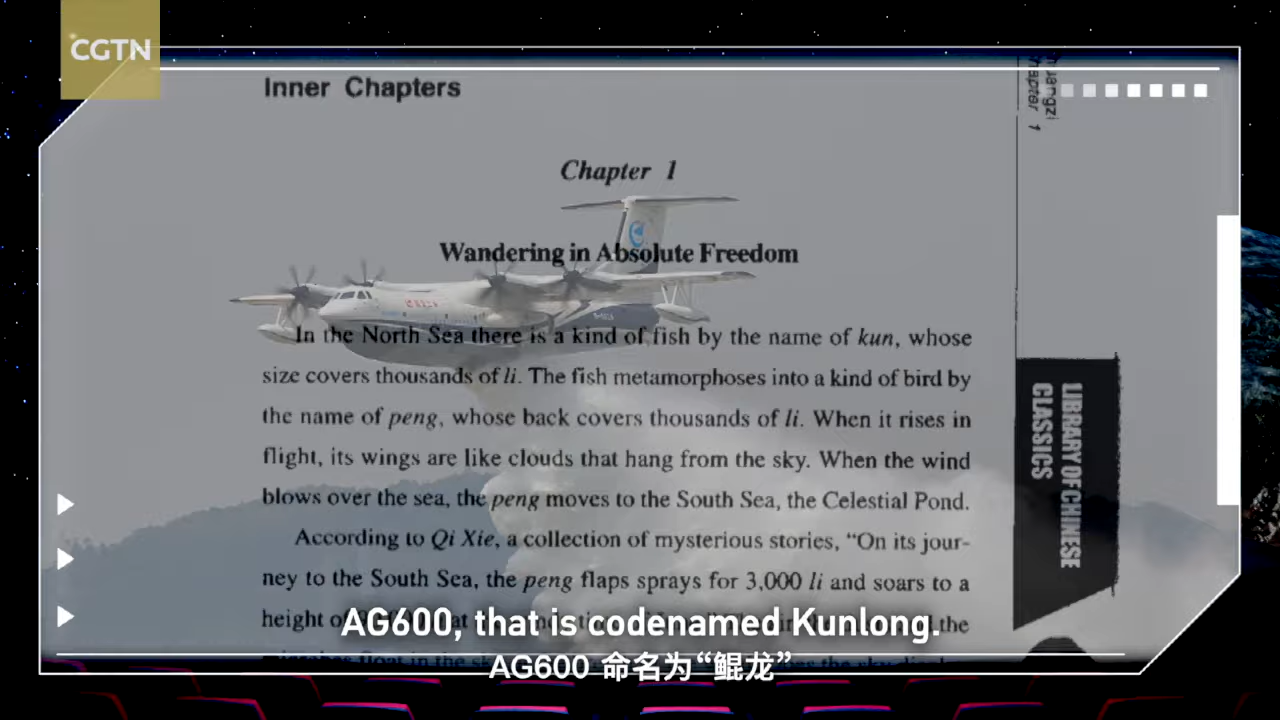 CGTN
Inner Chapters
Chapter 1
Wandering in Absolute Freedom
In the North Sea there is a kind of fish by the name of kun, whose
size covers thousands of li. The fish metamorphoses into a kind of bird by
the name of peng, whose back covers thousands of li. When it rises in
flight, its wings are like clouds that hang from the sky. When the wind
blows over the sea, the peng moves to the South Sea, the Celestial Pond.
According to Qi Xie, a collection of mysterious stories, “On its jour-
ney to the South Sea, the peng flaps sprays for 3,000 li and soars to a
height of
the
apter 1
LIBRARY OF CHINESE
CLASSICS
AG600, that is codenamed Kunlong.
AG600 命名为“鲲龙”